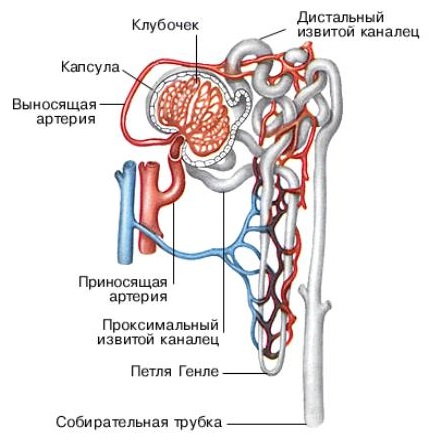 Клубочек
Дистальный
извитой каналец
Капсула
Выносящая
артерия
Приносящая
артерия
Проксимальный
извитой каналец
Петля Генле
Собирательная трубка